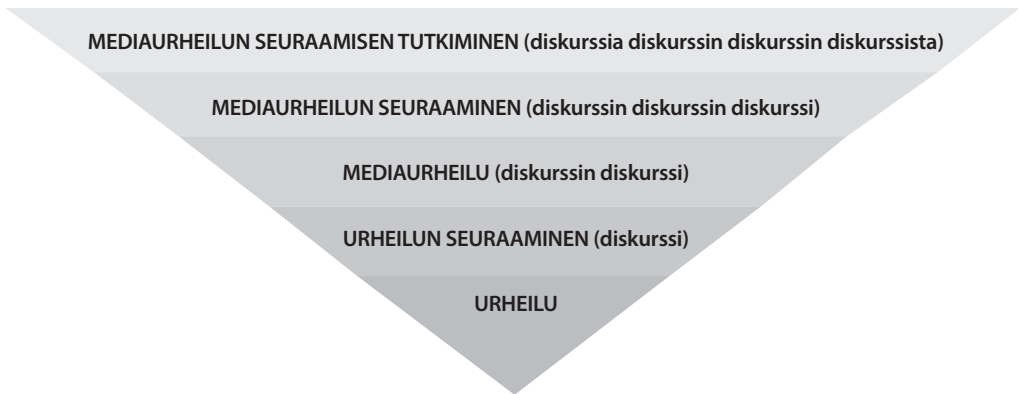 MEDIAURHEILUN SEURAAMISEN TUTKIMINEN (diskurssia diskurssin diskurssin diskurssista)
MEDIAURHEILUN SEURAAMINEN (diskurssin diskurssin diskurssi)
MEDIAURHEILU (diskurssin diskurssi)
URHEILUN SEURAAMINEN (diskurssi)
URHEILU